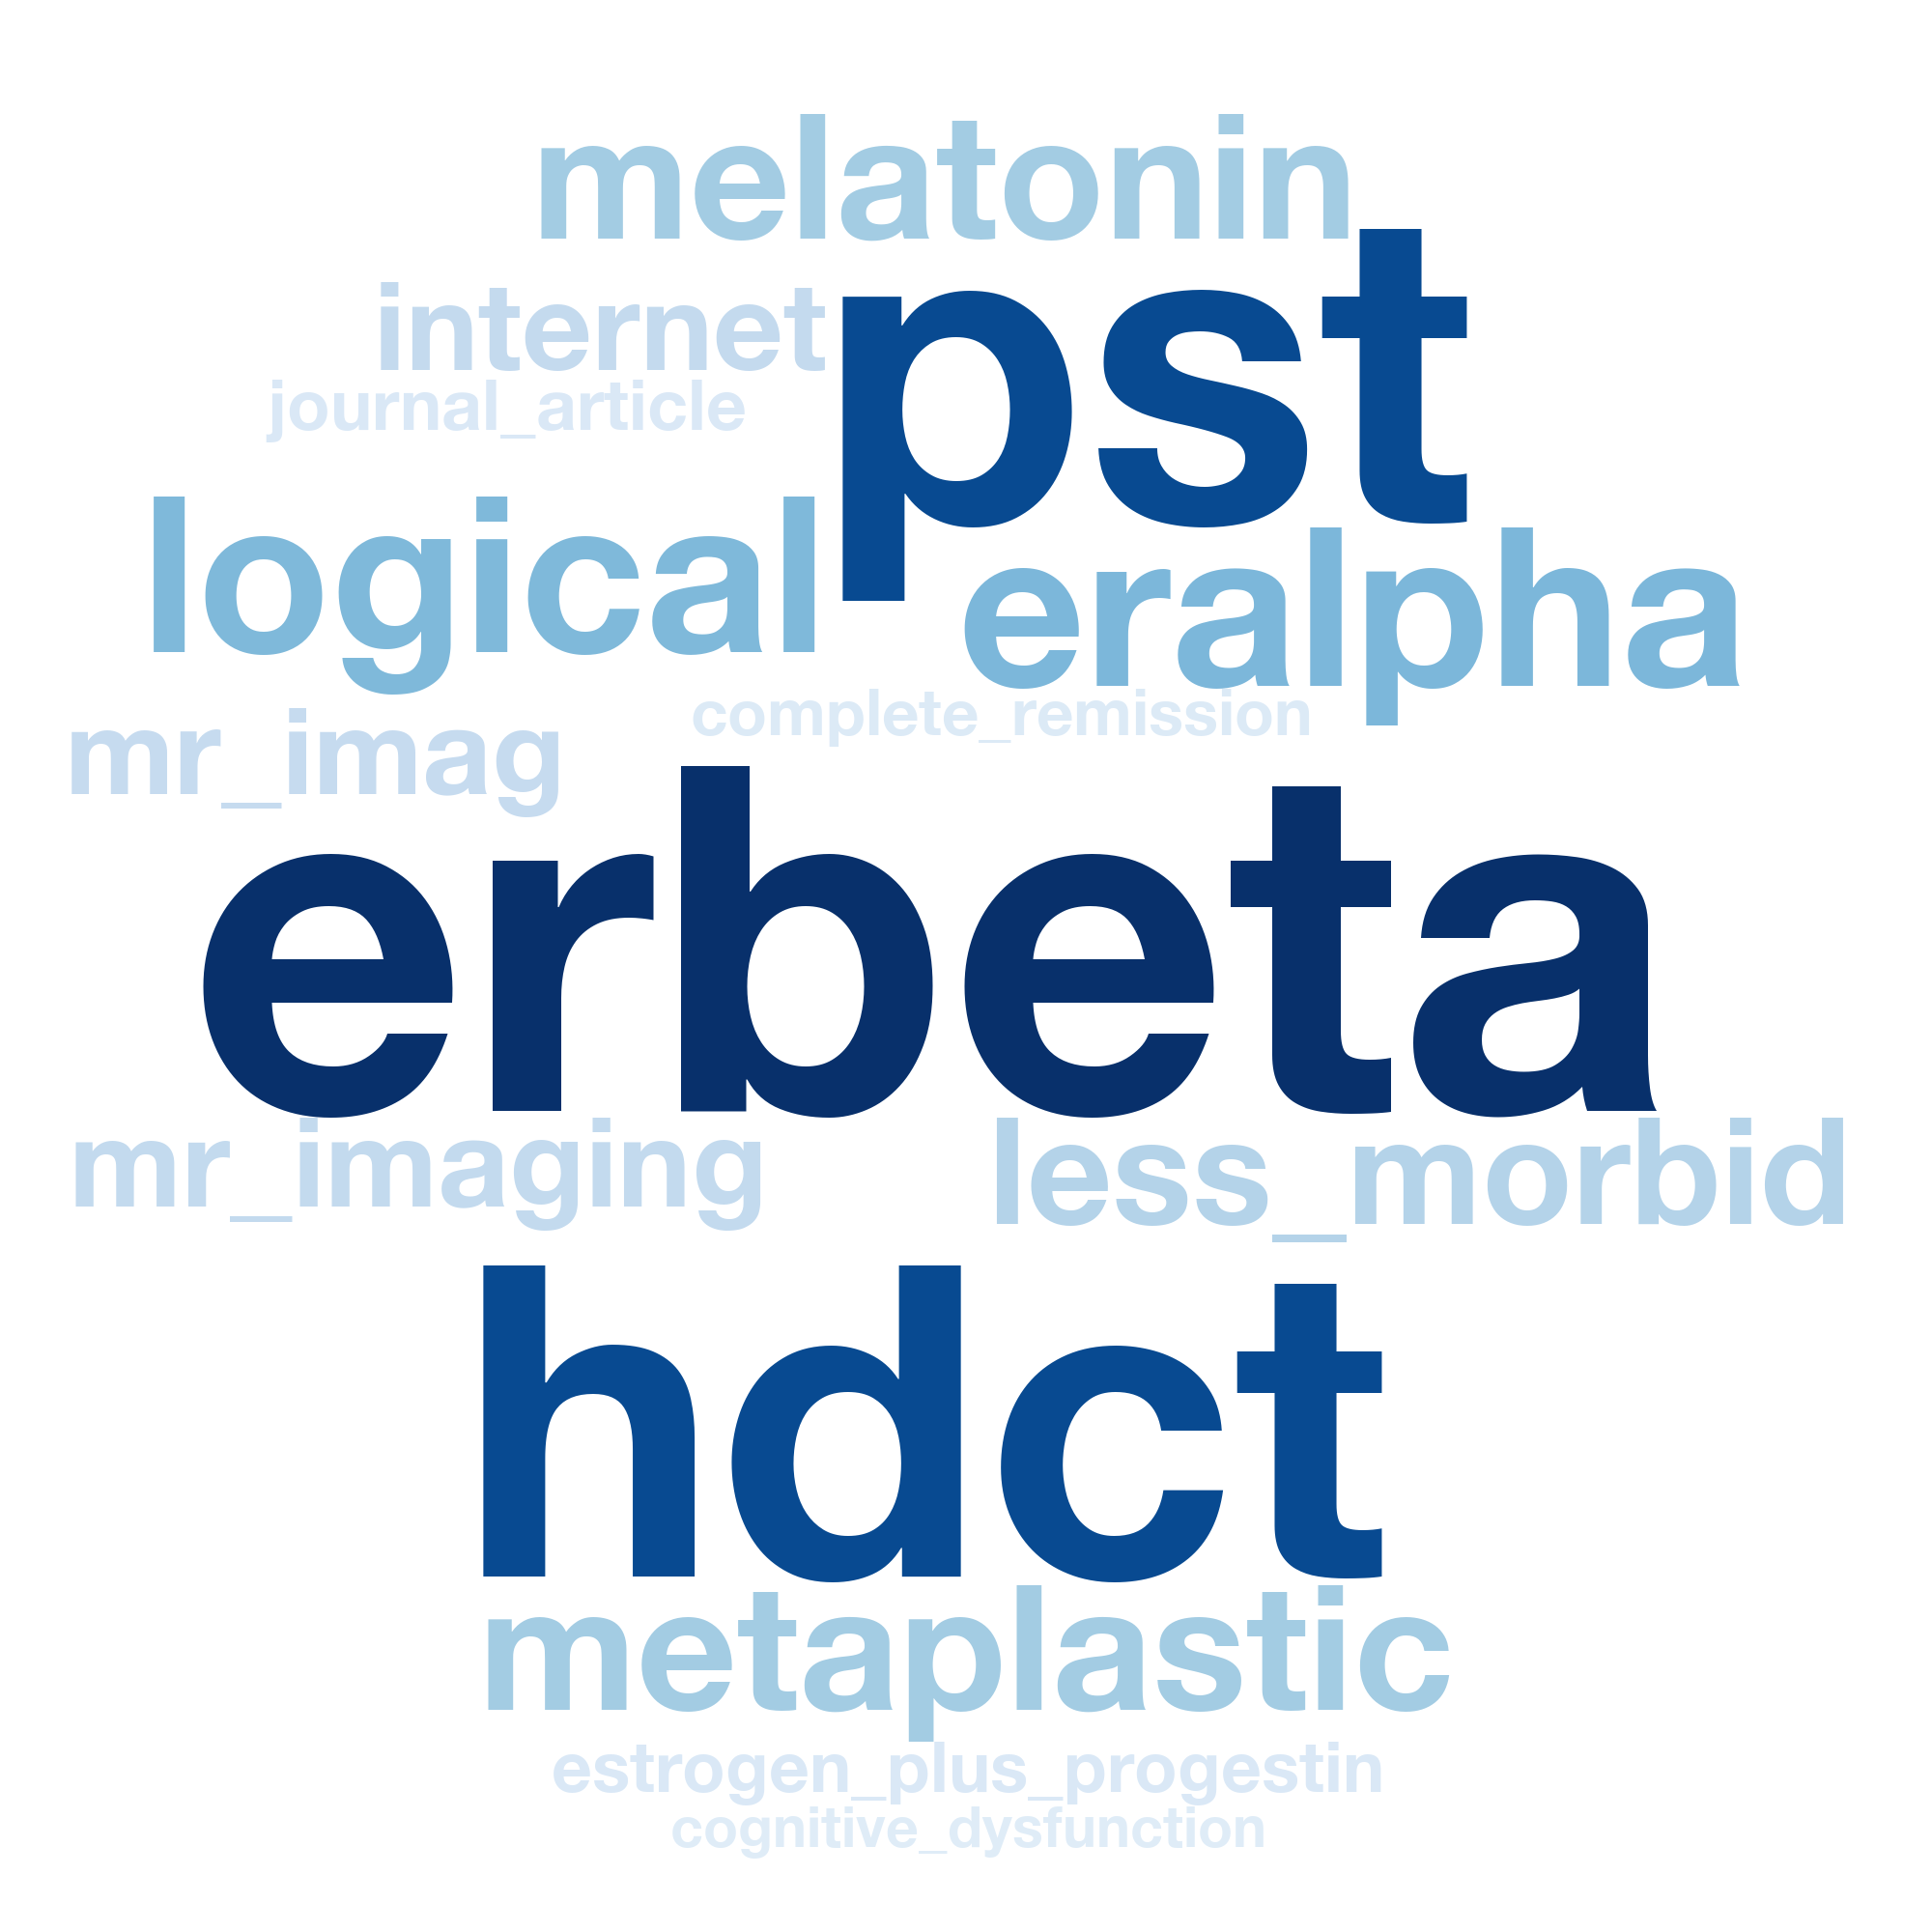 melatonin
internet
pst
journal_article
logical
eralpha
complete_remission
mr_imag
erbeta
mr_imaging
less_morbid
hdct
metaplastic
estrogen_plus_progestin
cognitive_dysfunction